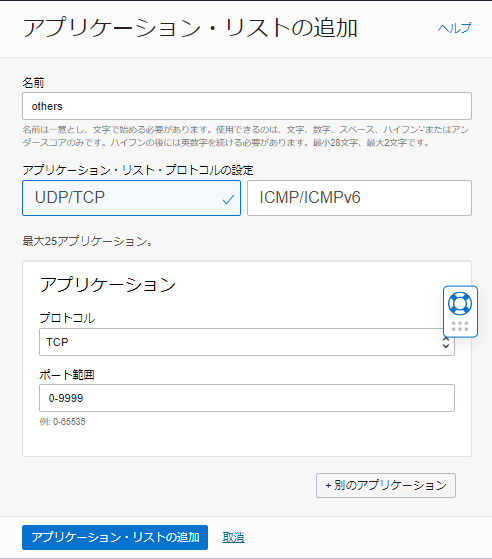 アプリケーション・リストの追加
ヘルプ
名前
others
名前は一意とし、文字で始める必要があります。使用できるのは、文字、数字、スペース、ハイフン'-'またはアン
ダースコアのみです。ハイフンの後には英数字を続ける必要があります。最小28文字、最大2文字です。
アプリケーション・リスト・プロトコルの設定
UDP/TCP
ICMP/ICMPv6
最大25アプリケーション。
アプリケーション
プロトコル
TCP
ポート範囲
0-9999
例: 0-65535
+ 別のアプリケーション
アプリケーション・リストの追加
取消